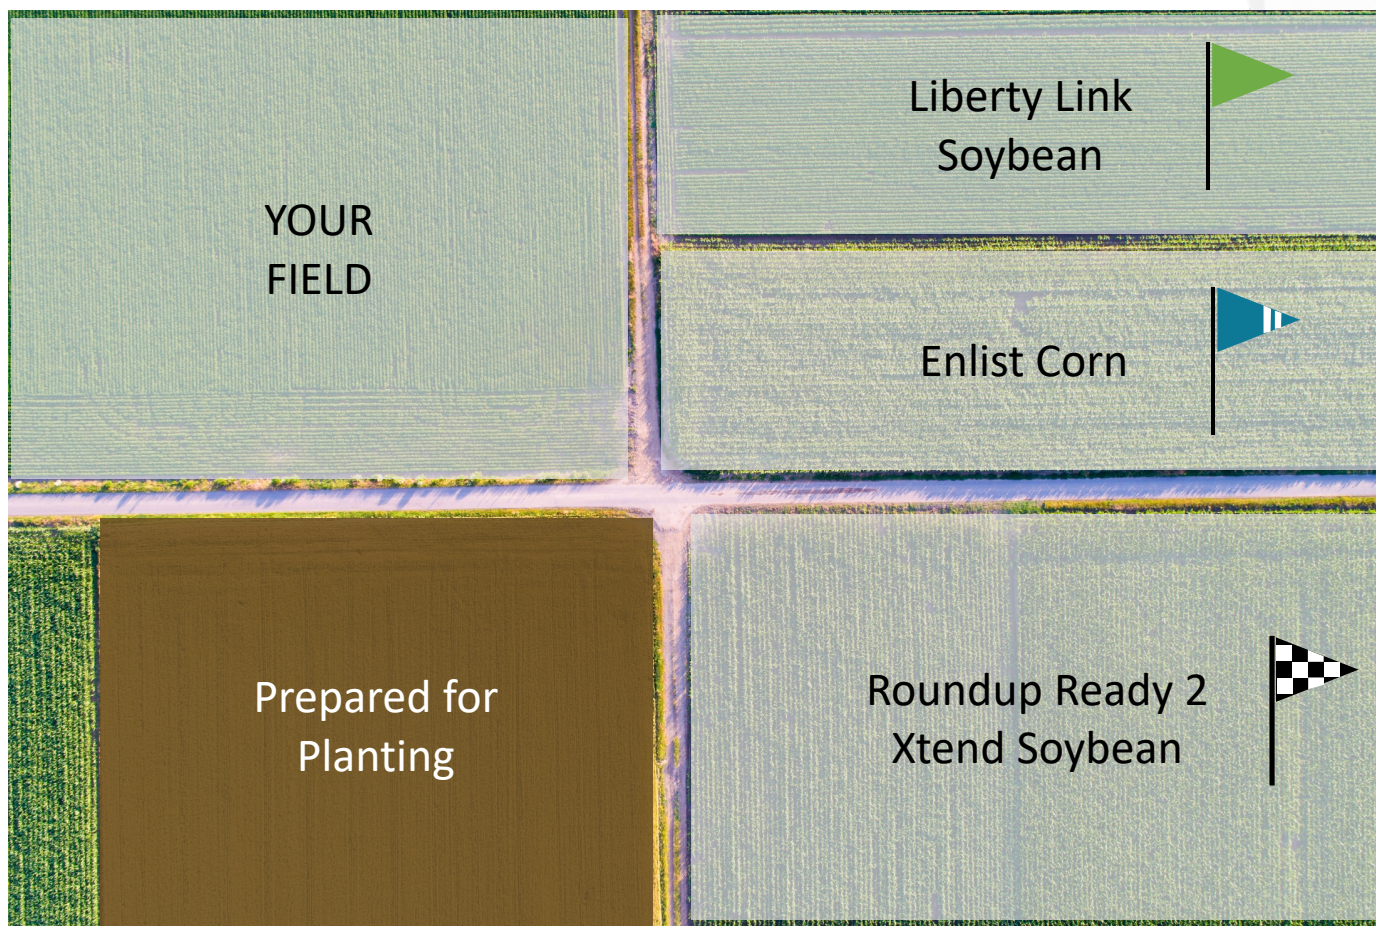 YOUR
FIELD
Liberty Link
Soybean
Enlist Corn
Prepared for
Planting
Roundup Ready 2
Xtend Soybean